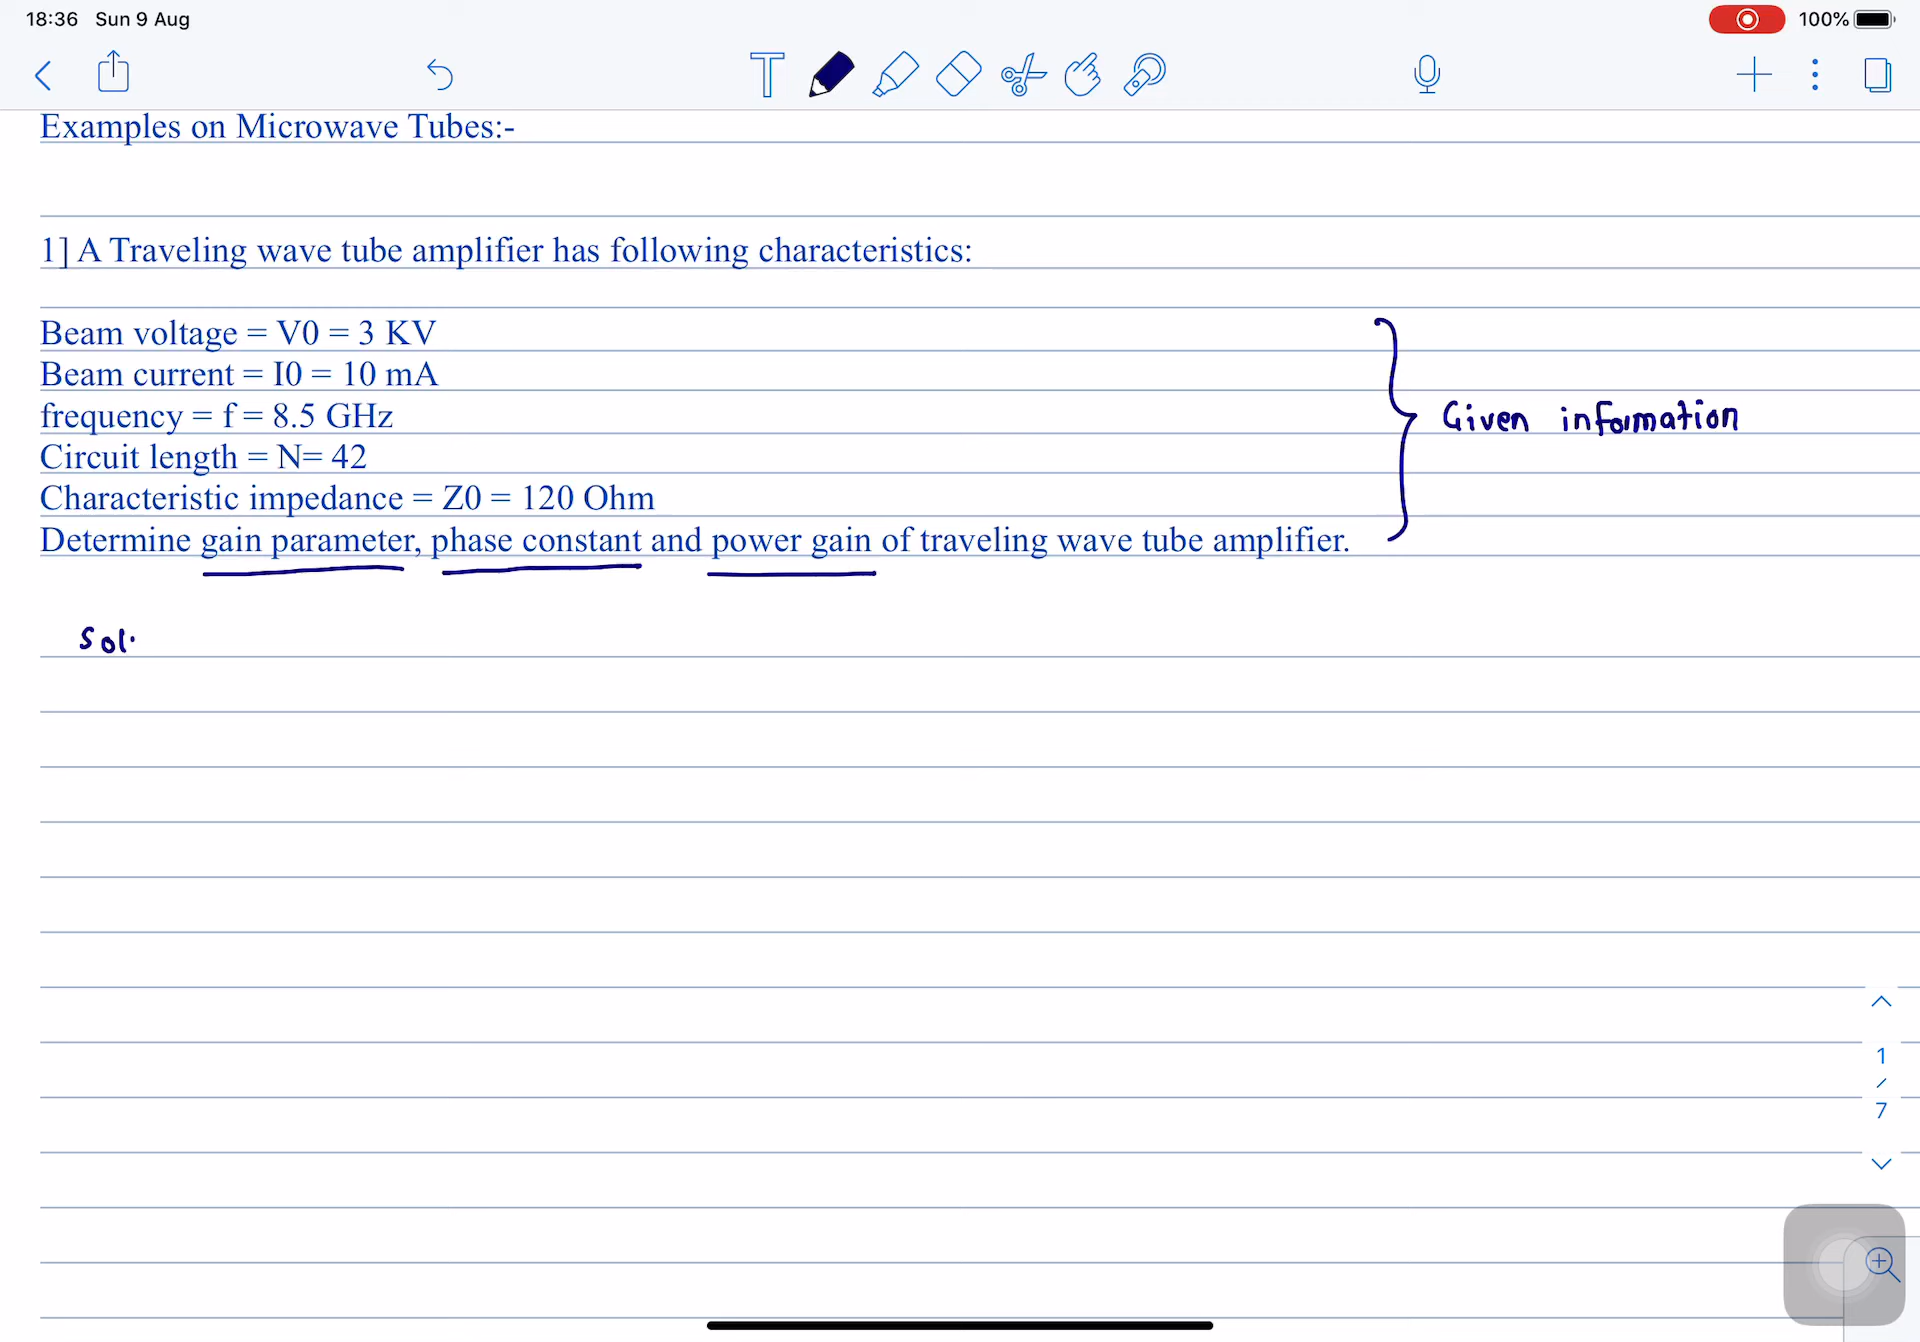 18:36 Sun 9 Aug 100%
T
Examples on Microwave Tubes:-
1] A Traveling wave tube amplifier has following characteristics:
Beam voltage = V0 = 3 KV
Beam current = I0 = 10 mA
frequency = f = 8.5 GHz
Given information
Circuit length = N= 42
Characteristic impedance = Z0 = 120 Ohm
Determine gain parameter, phase constant and power gain of traveling wave tube amplifier.
Sol.
1
/
7